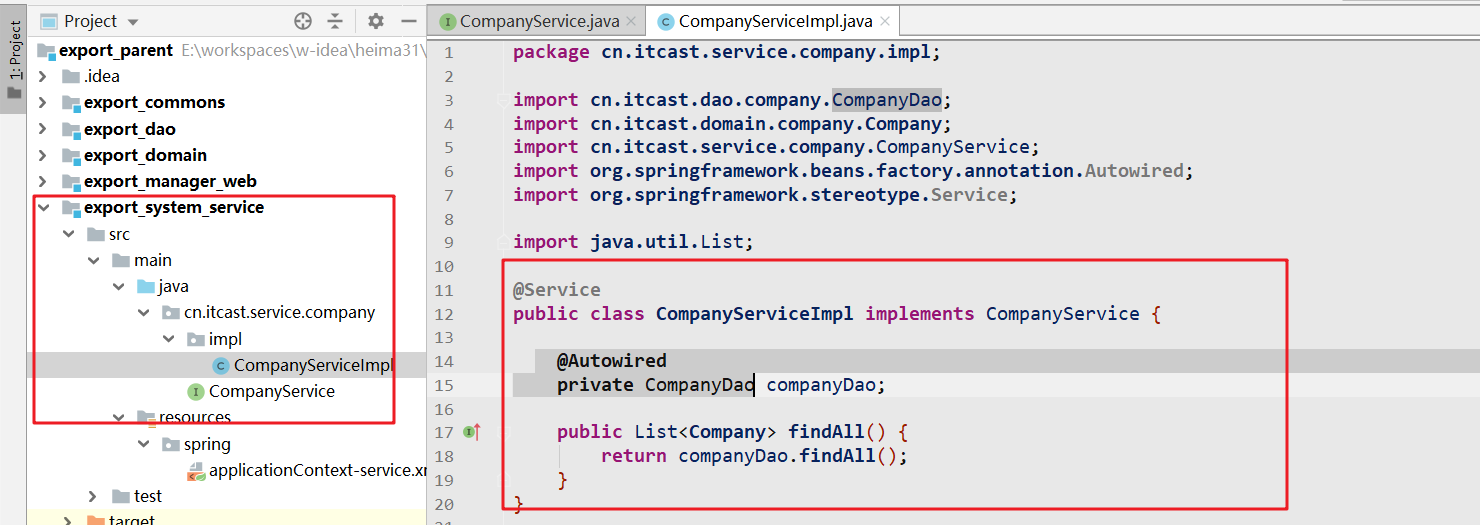 1: Project
Project
export_parent E:\workspaces\w-idea\heima31\
.idea
export_commons
export_dao
export_domain
export_manager_web
export_system_service
src
main
java
cn.itcast.service.company
impl
CompanyServiceImpl
CompanyService
resources
spring
applicationContext-service.xm
test
target
CompanyService.java
CompanyServiceImpl.java
1 package cn.itcast.service.company.impl;
2
3 import cn.itcast.dao.company.CompanyDao;
4 import cn.itcast.domain.company.Company;
5 import cn.itcast.service.company.CompanyService;
6 import org.springframework.beans.factory.annotation.Autowired;
7 import org.springframework.stereotype.Service;
8
9 import java.util.List;
10
11 @Service
12 public class CompanyServiceImpl implements CompanyService {
13
14 @Autowired
15 private CompanyDao companyDao;
16
17 public List<Company> findAll() {
18 return companyDao.findAll();
19 }
20 }